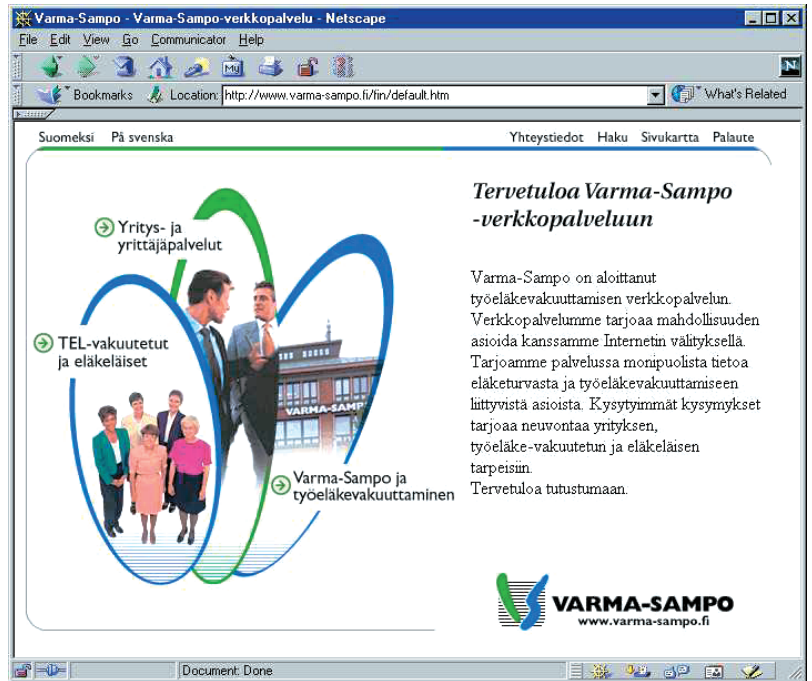 Varma-Sampo - Varma-Sampo-verkkopalvelu - Netscape
File Edit View Go Communicator Help
My
N
Bookmarks Location: http://www.varma-sampo.fi/fin/default.htm What's Related
Suomeksi På svenska Yhteystiedot Haku Sivukartta Palaute
Tervetuloa Varma-Sampo
-verkkopalveluun
Yritys- ja
yrittäjäpalvelut
TEL-vakuutetut
ja eläkeläiset
VARMA-SAMPO
Varma-Sampo ja
työeläkevakuuttaminen
Varma-Sampo on aloittanut
työeläkevakuuttamisen verkkopalvelun.
Verkkopalvelumme tarjoaa mahdollisuuden
asioida kanssamme Internetin välityksellä.
Tarjoamme palvelussa monipuolista tietoa
eläketurvasta ja työeläkevakuuttamiseen
liittyvistä asioista. Kysytyimmät kysymykset
tarjoaa neuvontaa yrityksen,
työeläke-vakuutetun ja eläkeläisen
tarpeisiin.
Tervetuloa tutustumaan.
VARMA-SAMPO
www.varma-sampo.fi
Document: Done